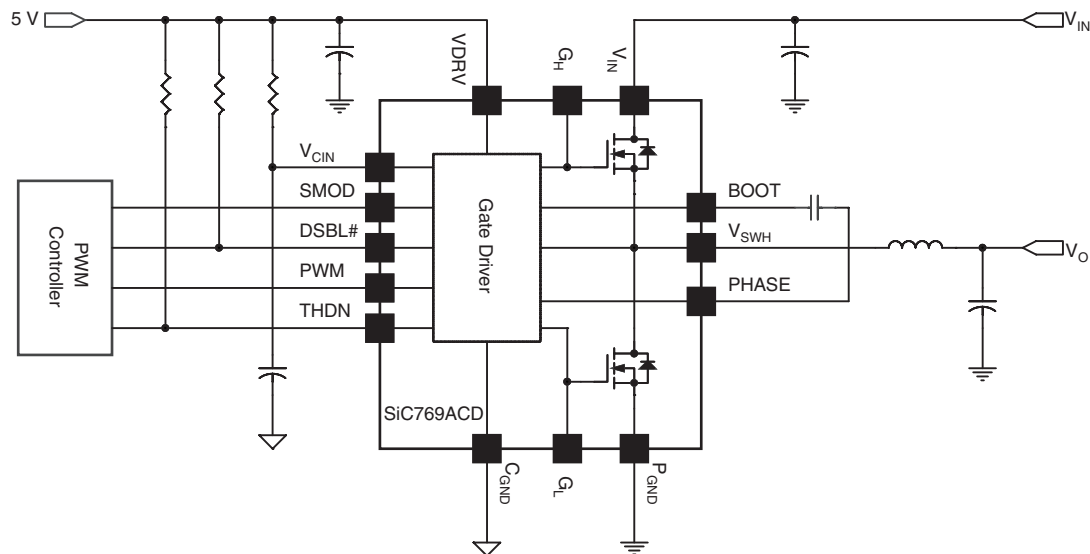 5 V
VDRV
GH
VIN
VIN
VCIN
SMOD
DSBL#
PWM
THDN
PWM
Controller
Gate Driver
BOOT
VSWH
PHASE
VO
SiC769ACD
CGND
GL
PGND